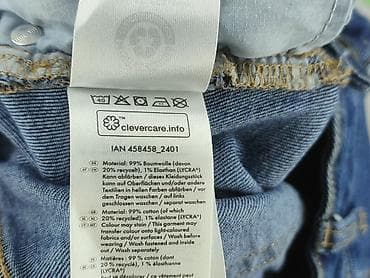 clevercare.info
IAN 458458_2401
Material: 99% Baumwolle (davon
20% recycelt), 1% Elasthan (LYCRA®)
Kann abfärben / dieses Kleidungsstück
kann auf Oberflächen und/oder andere
Textilien in hellen Farben abfärben / vor
dem Tragen waschen / auf links
geschlossen waschen / separat waschen
Material: 99% cotton (of which
20% recycled), 1% elastane (LYCRA®)
Colour may stain / This garment may
transfer colour onto light-coloured
fabrics and/or surfaces / Wash before
wearing / Wash fastened and inside
out / Wash separately
Matières : 99 % coton (dont
20 % recyclé), 1 % élasthanne
(LYCRA®)
peut